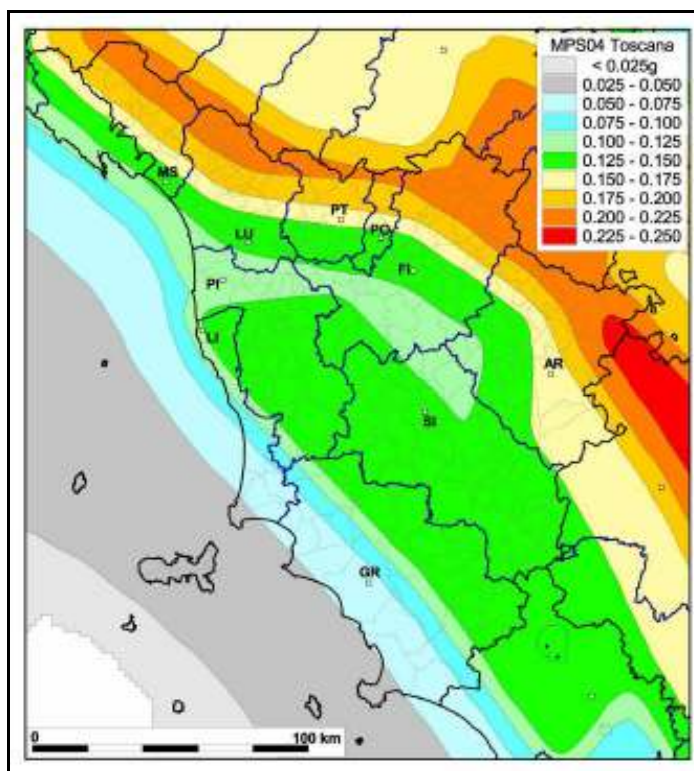 MPS04 Toscana
< 0.025g
0.025 - 0.050
0.050 - 0.075
0.075 - 0.100
0.100 - 0.125
0.125 - 0.150
0.150 - 0.175
0.175 - 0.200
0.200 - 0.225
0.225 - 0.250
MS
PT
LU
PO
FI
PI
LI
AR
SI
GR
0 100 km